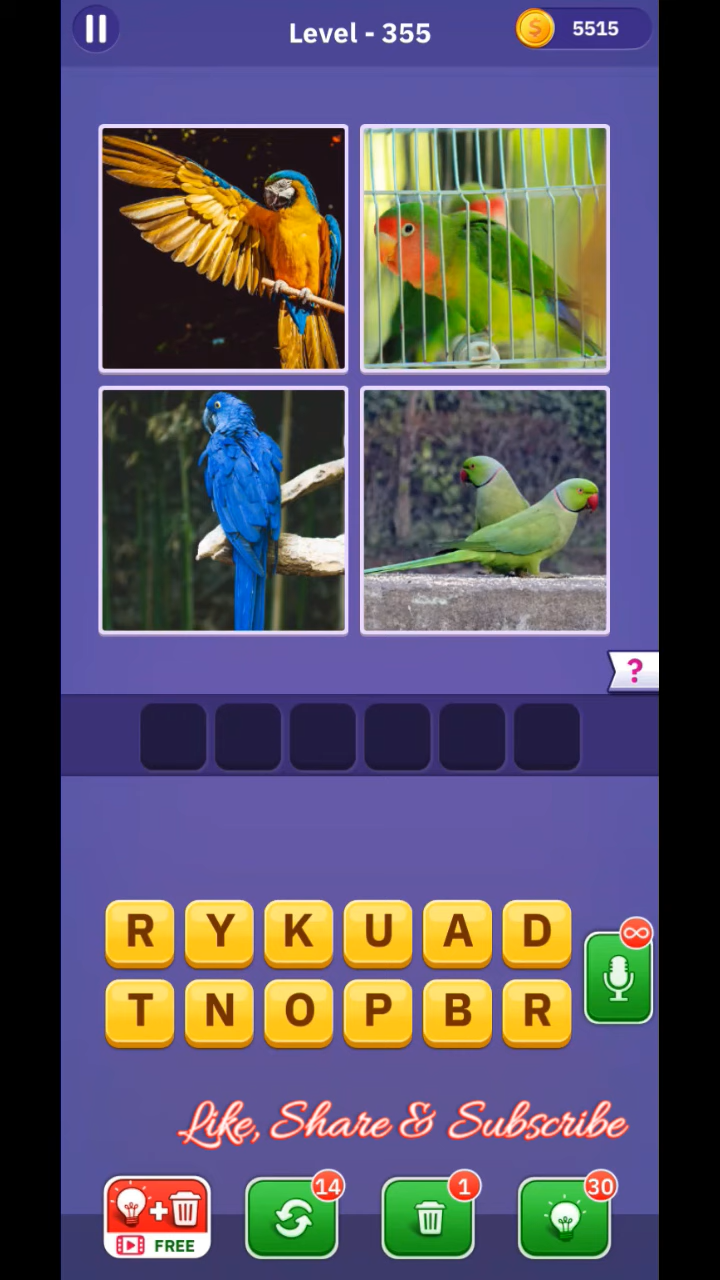 Level - 355
5515
?
R Y K U A D
T N O P B R
Like, Share & Subscribe
14
1
30
FREE